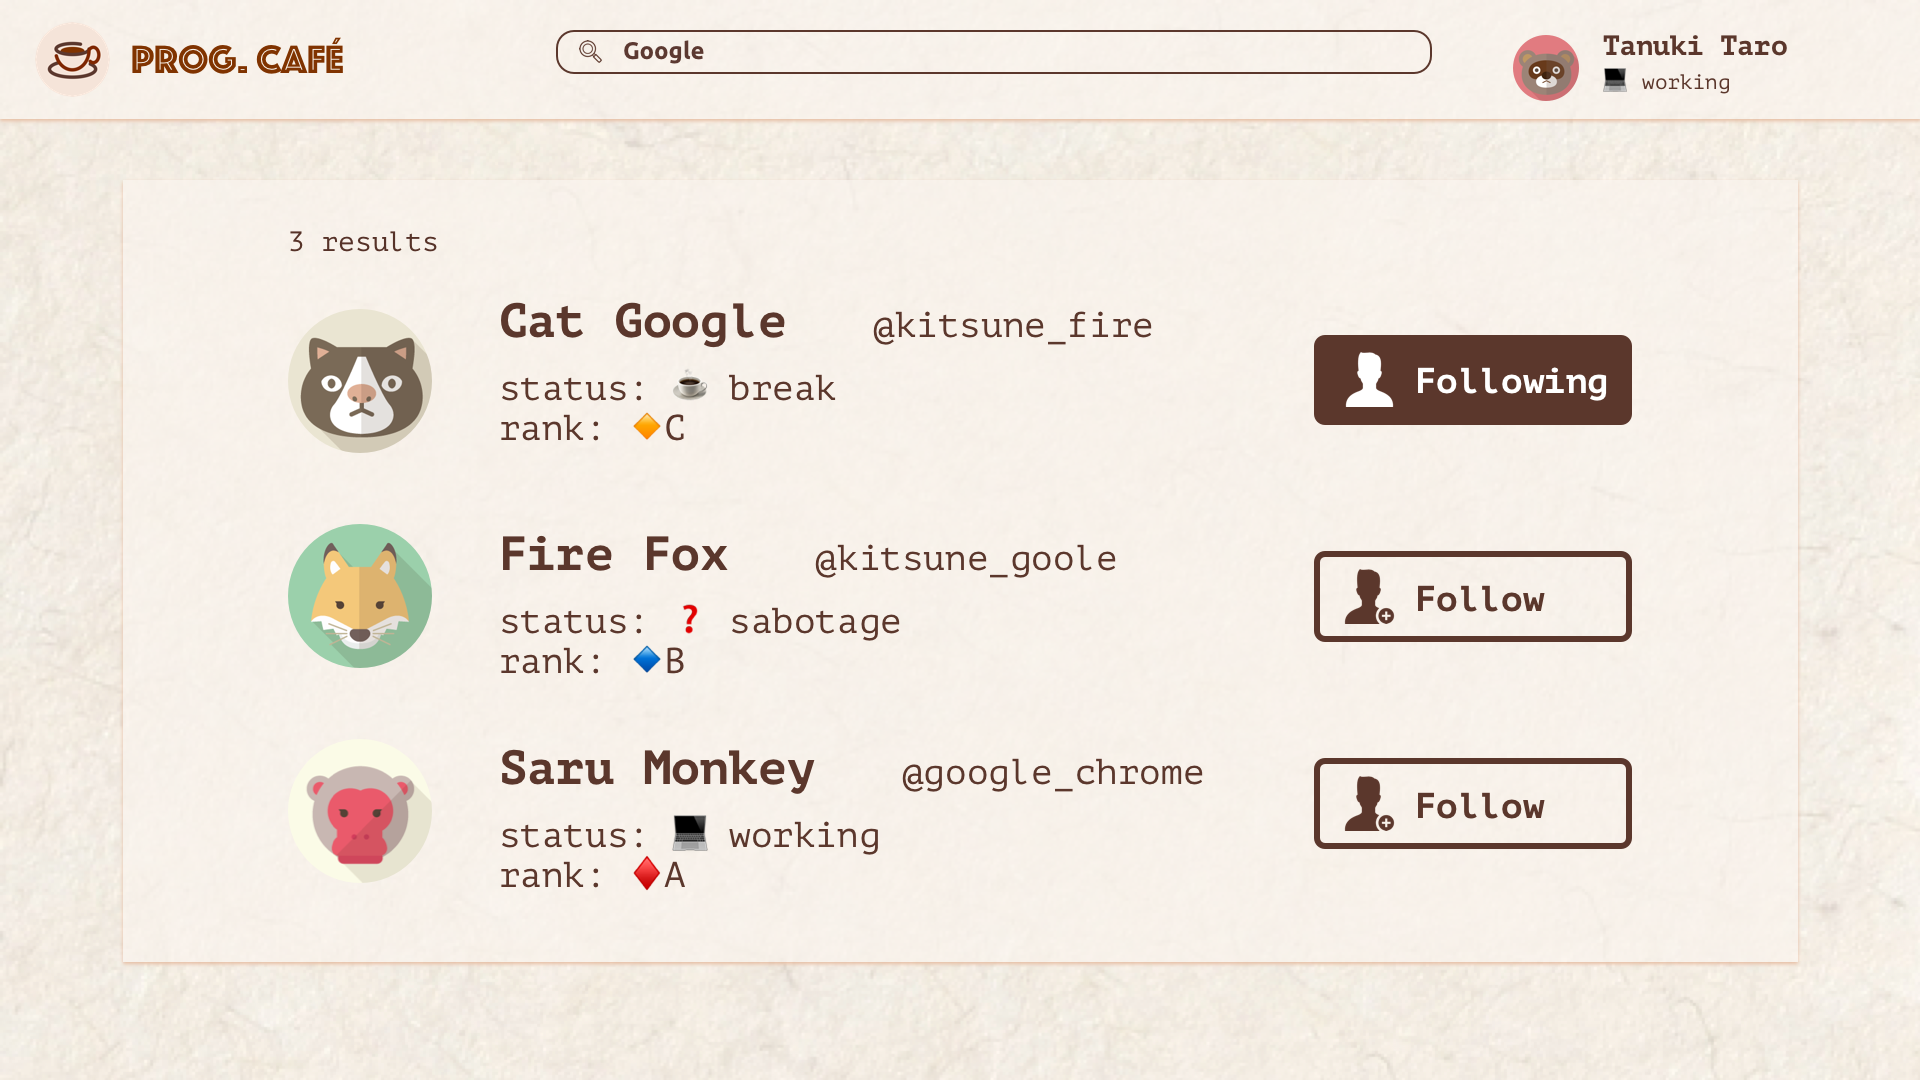 PROG. CAFÉ
Google
Tanuki Taro
working
3 results
Cat Google @kitsune_fire
status: ☕ break
rank: 🔶C
Following
Fire Fox @kitsune_goole
status: ❓ sabotage
rank: 🔷B
Follow
Saru Monkey @google_chrome
status: 💻 working
rank: ♦A
Follow